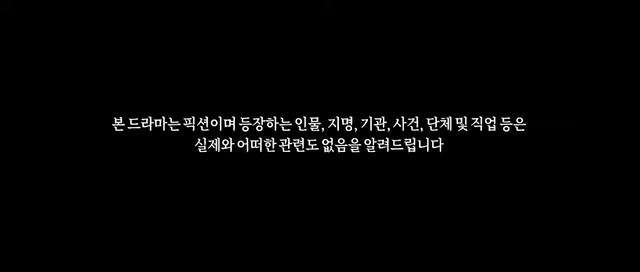 본 드라마는 픽션이며 등장하는 인물, 지명, 기관, 사건, 단체 및 직업 등은
실제와 어떠한 관련도 없음을 알려드립니다